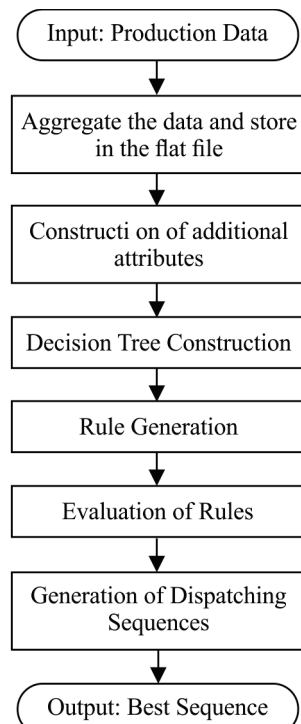 Input: Production Data
Aggregate the data and store
in the flat file
Constructi on of additional
attributes
Decision Tree Construction
Rule Generation
Evaluation of Rules
Generation of Dispatching
Sequences
Output: Best Sequence